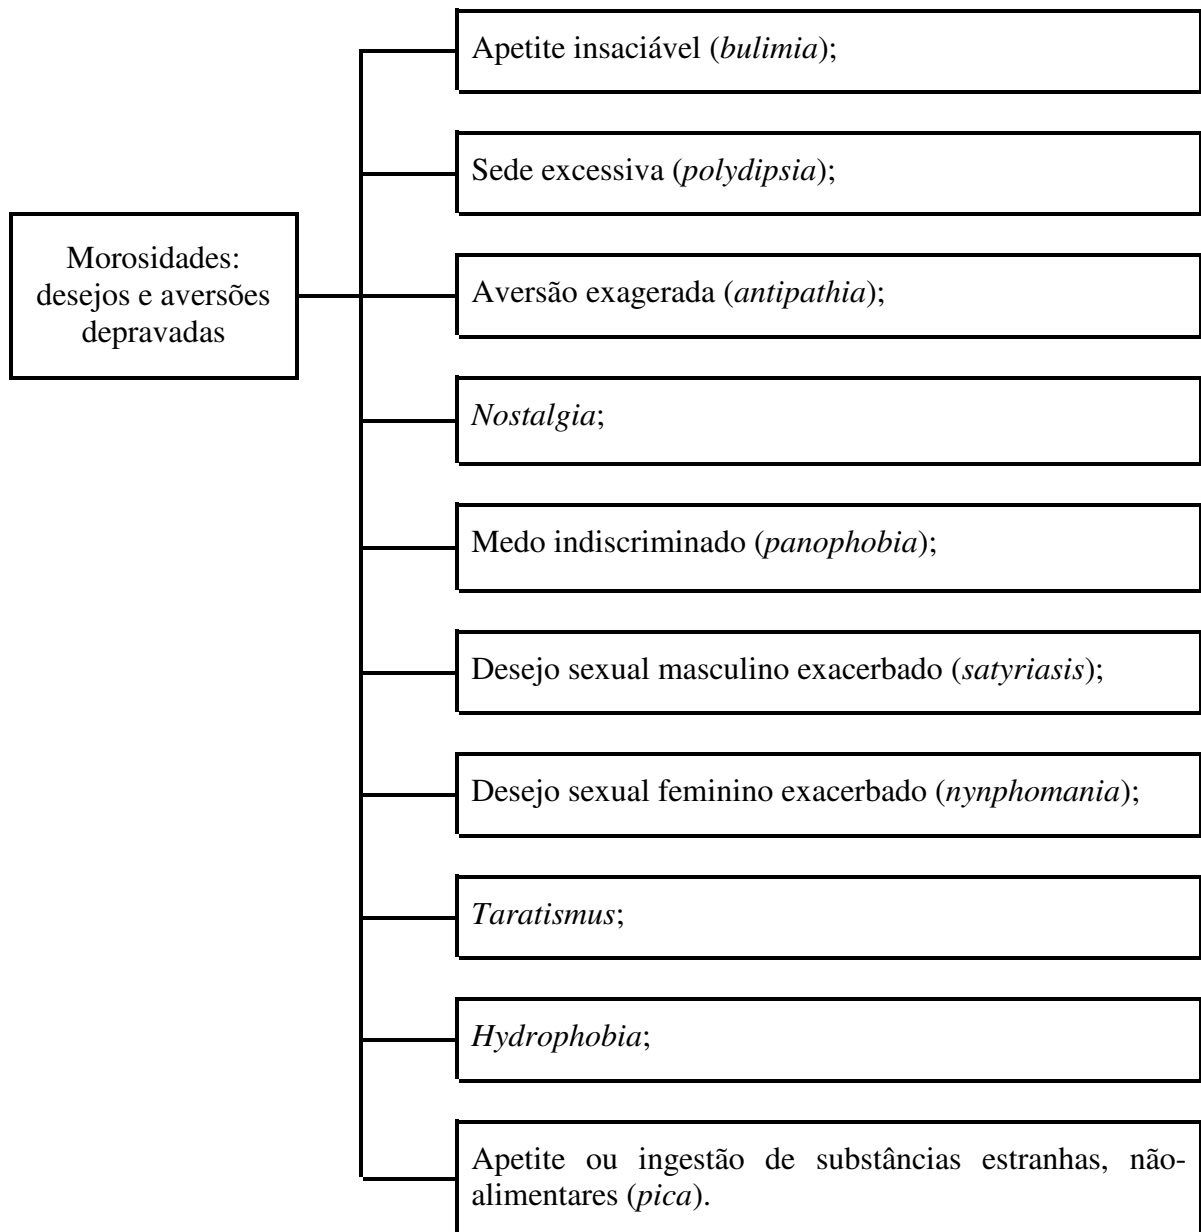 Apetite insaciável (bulimia);
Sede excessiva (polydipsia);
Morosidades:
desejos e aversões
depravadas
Aversão exagerada (antipathia);
Nostalgia;
Medo indiscriminado (panophobia);
Desejo sexual masculino exacerbado (satyriasis);
Desejo sexual feminino exacerbado (nynphomania);
Taratismus;
Hydrophobia;
Apetite ou ingestão de substâncias estranhas, não-
alimentares (pica).